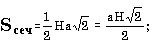 S сеч = 1/2 Ha√2 = aH√2/2;